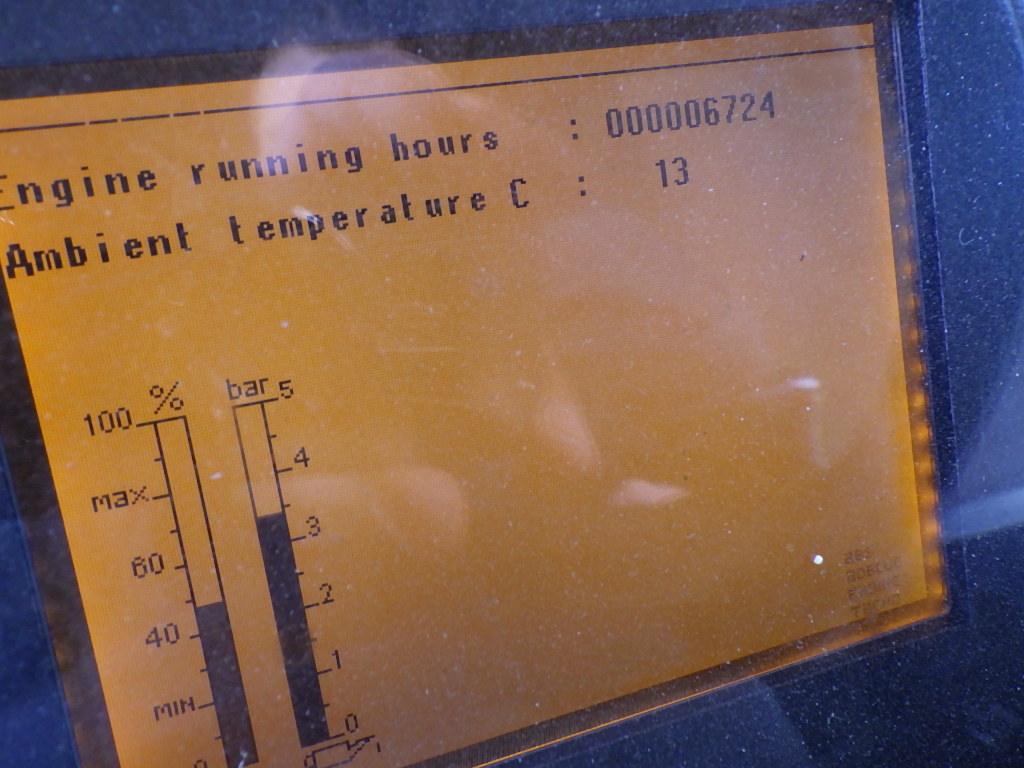 Engine running hours : 000006724
Ambient temperature C : 13
% bar
100 5
4
max
3
60
2
40
1
MIN
0
0